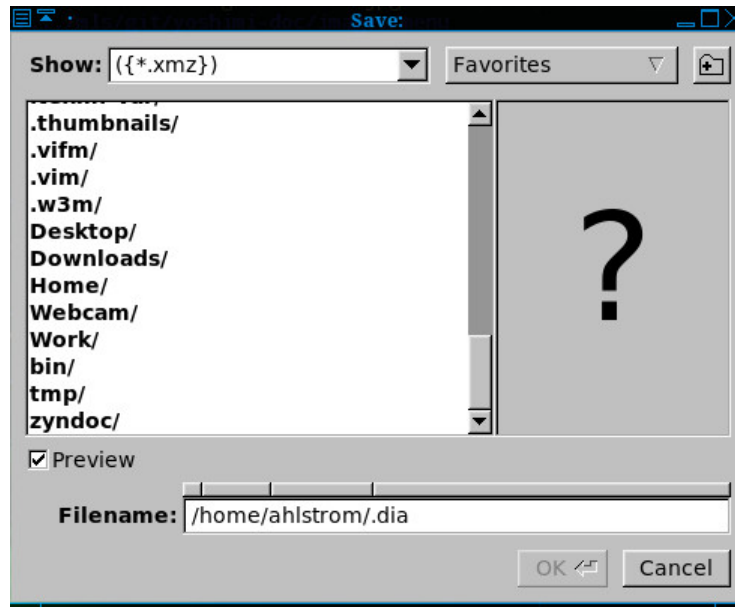 Save:
Show: ({*.xmz}) Favorites
.thumbnails/
.vifm/
.vim/
.w3m/
Desktop/
Downloads/
Home/
Webcam/
Work/
bin/
tmp/
zyndoc/
?
Preview
Filename: /home/ahlstrom/.dia
OK Cancel